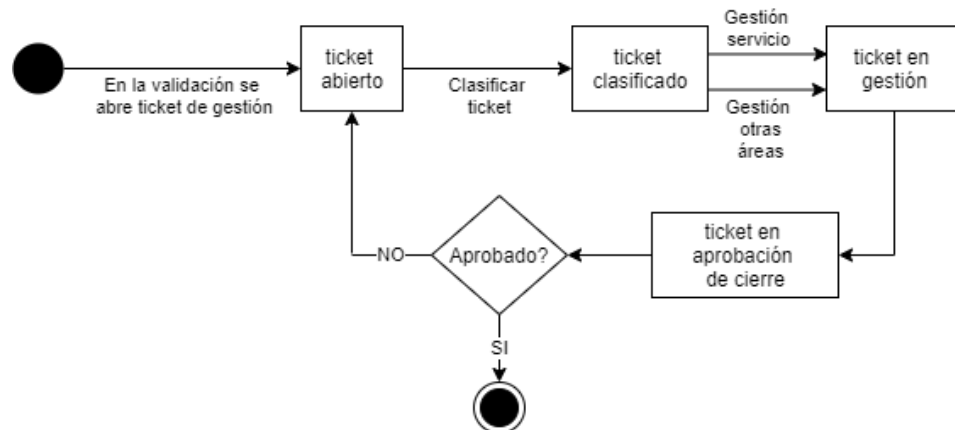 En la validación se
abre ticket de gestión
ticket
abierto
Clasificar
ticket
ticket
clasificado
Gestión
servicio
Gestión
otras
áreas
ticket en
gestión
ticket en
aprobación
de cierre
Aprobado?
NO
SI